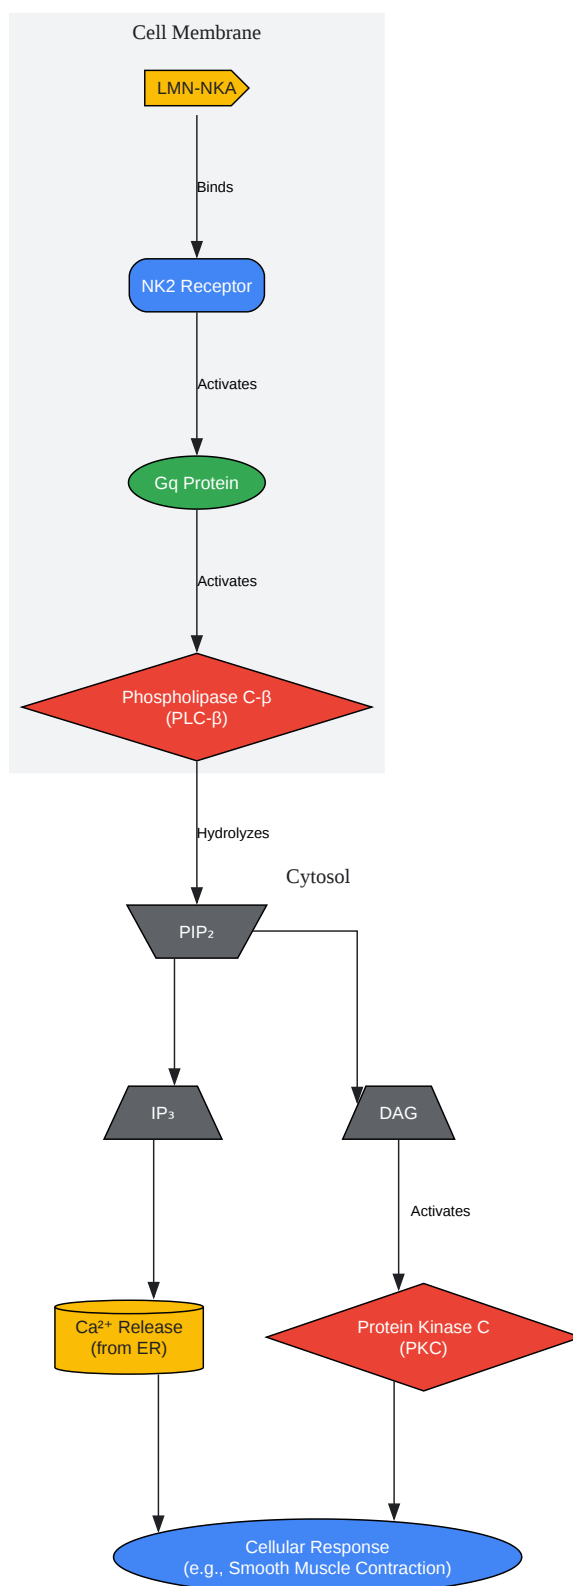 Cell Membrane
LMN-NKA
Binds
NK2 Receptor
Activates
Gq Protein
Activates
Phospholipase C-β
(PLC-β)
Hydrolyzes
Cytosol
PIP₂
IP₃
DAG
Activates
Ca²⁺ Release
(from ER)
Protein Kinase C
(PKC)
Cellular Response
(e.g., Smooth Muscle Contraction)